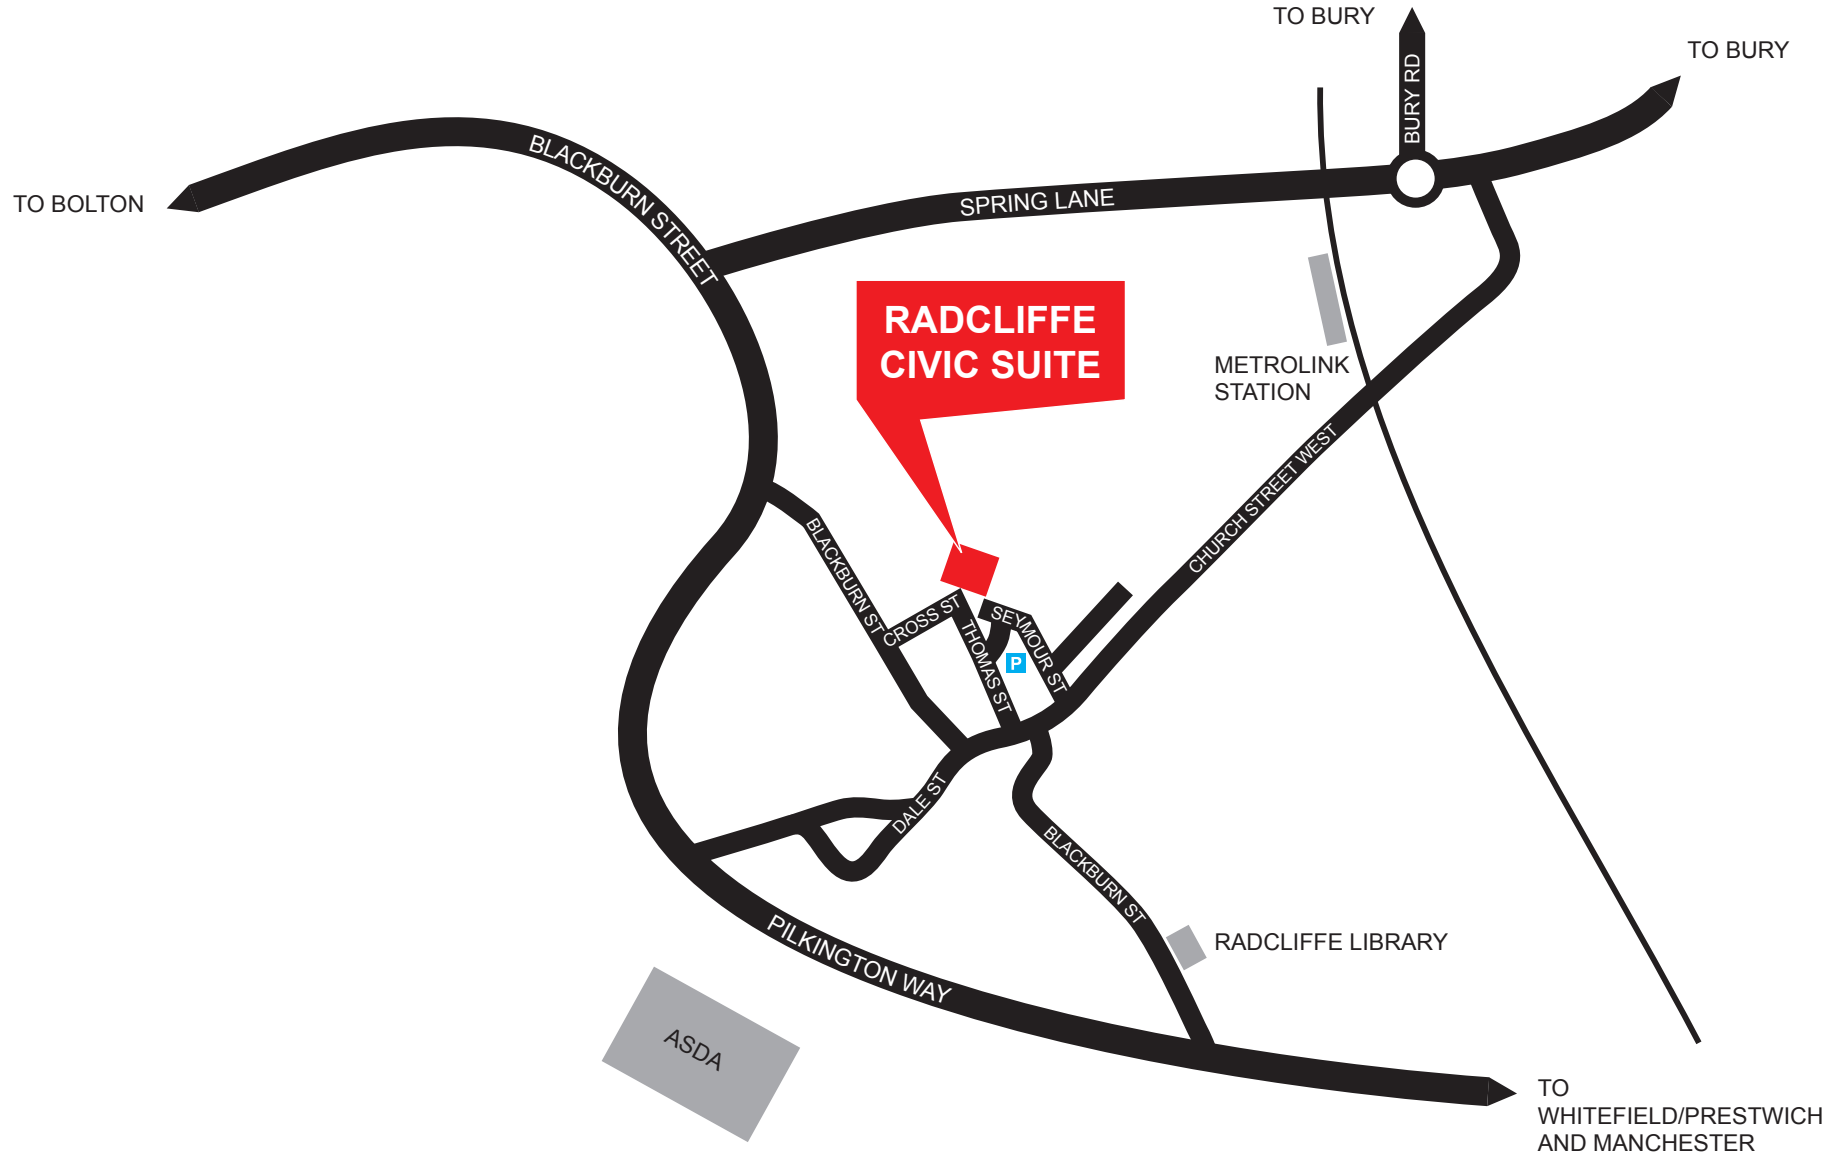 TO BURY
TO BURY
BURY RD
BLACKBURN STREET
TO BOLTON
SPRING LANE
RADCLIFFE
CIVIC SUITE
METROLINK
STATION
CHURCH STREET WEST
BLACKBURN ST
CROSS ST
SEYMOUR ST
THOMAS ST
P
DALE ST
BLACKBURN ST
RADCLIFFE LIBRARY
PILKINGTON WAY
ASDA
TO
WHITEFIELD/PRESTWICH
AND MANCHESTER